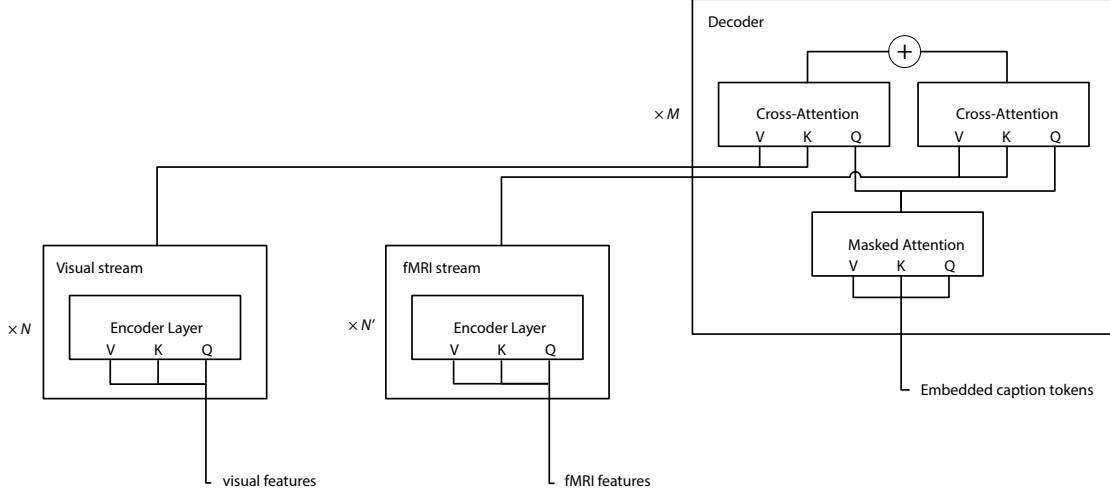 Decoder
+
× M
Cross-Attention
V K Q
Cross-Attention
V K Q
Masked Attention
V K Q
Visual stream
× N
Encoder Layer
V K Q
fMRI stream
× N′
Encoder Layer
V K Q
Embedded caption tokens
visual features
fMRI features